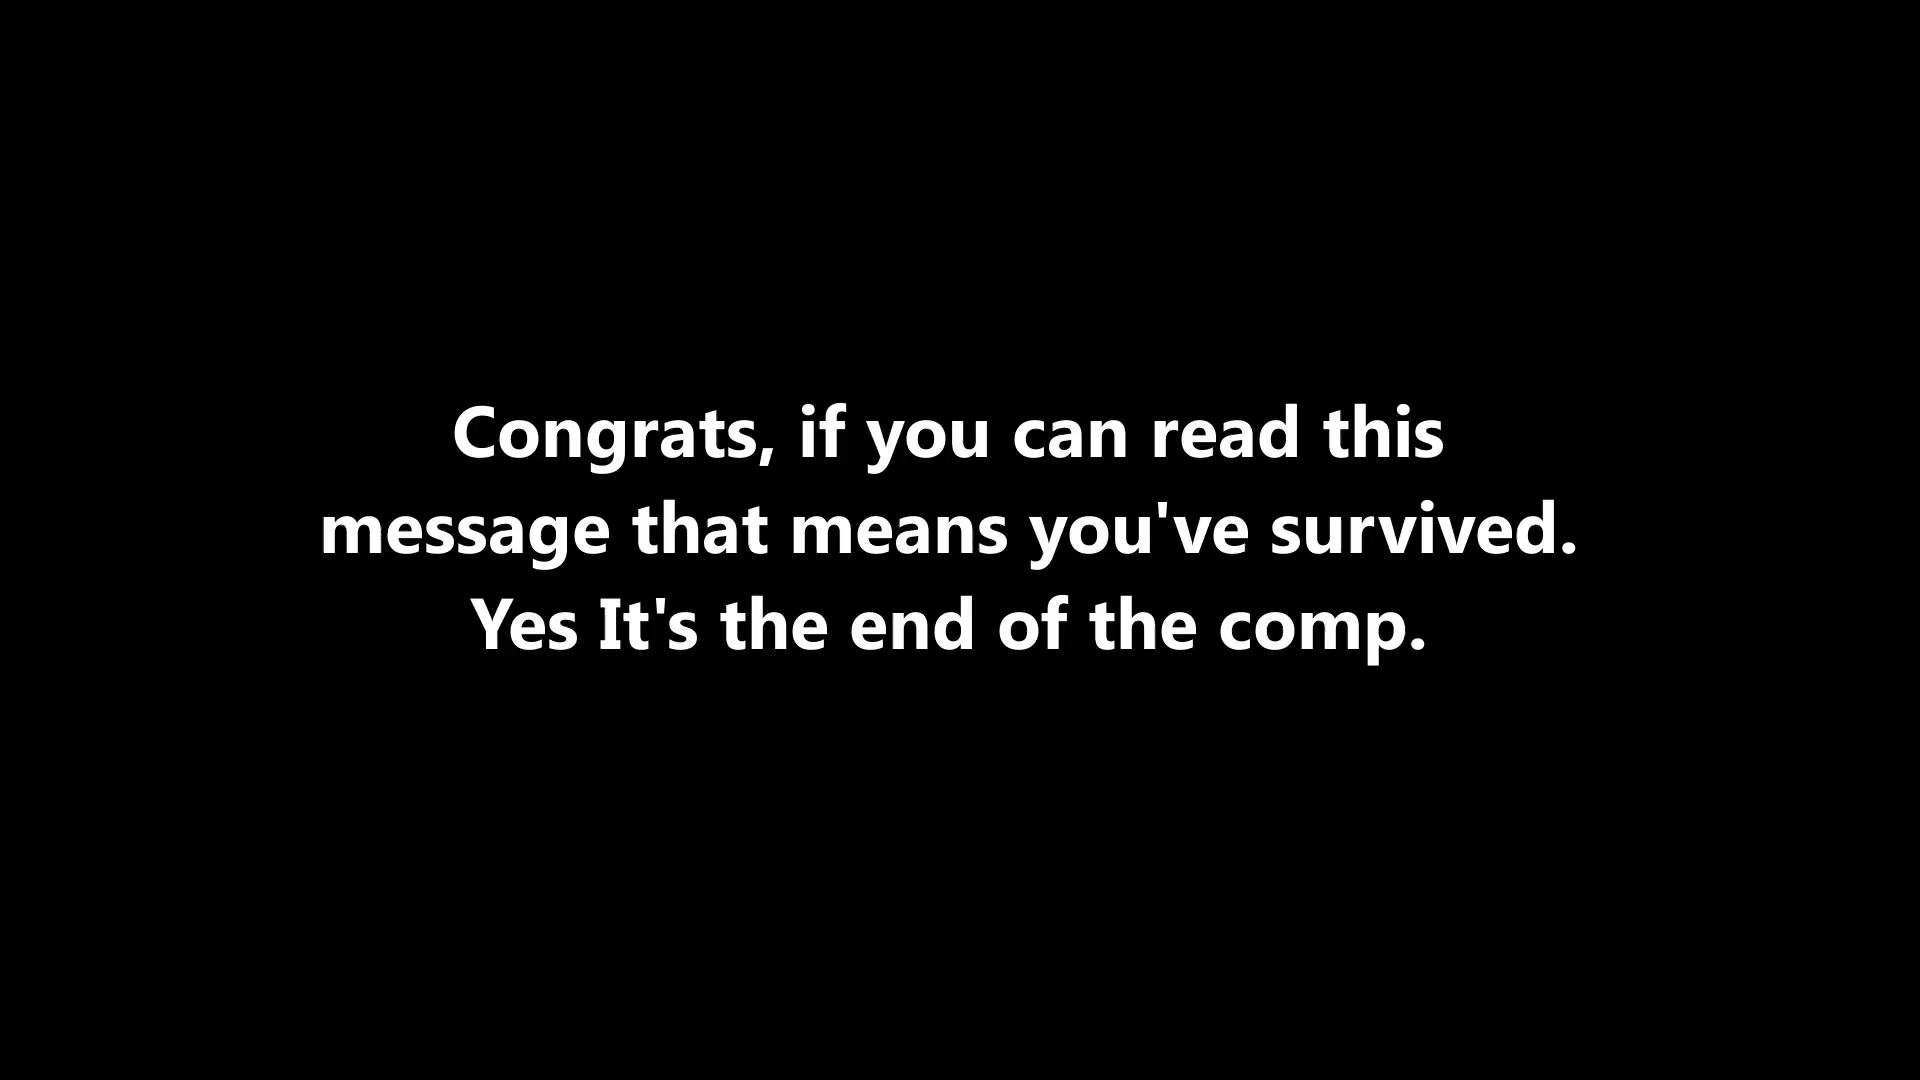 Congrats, if you can read this
message that means you've survived.
Yes It's the end of the comp.